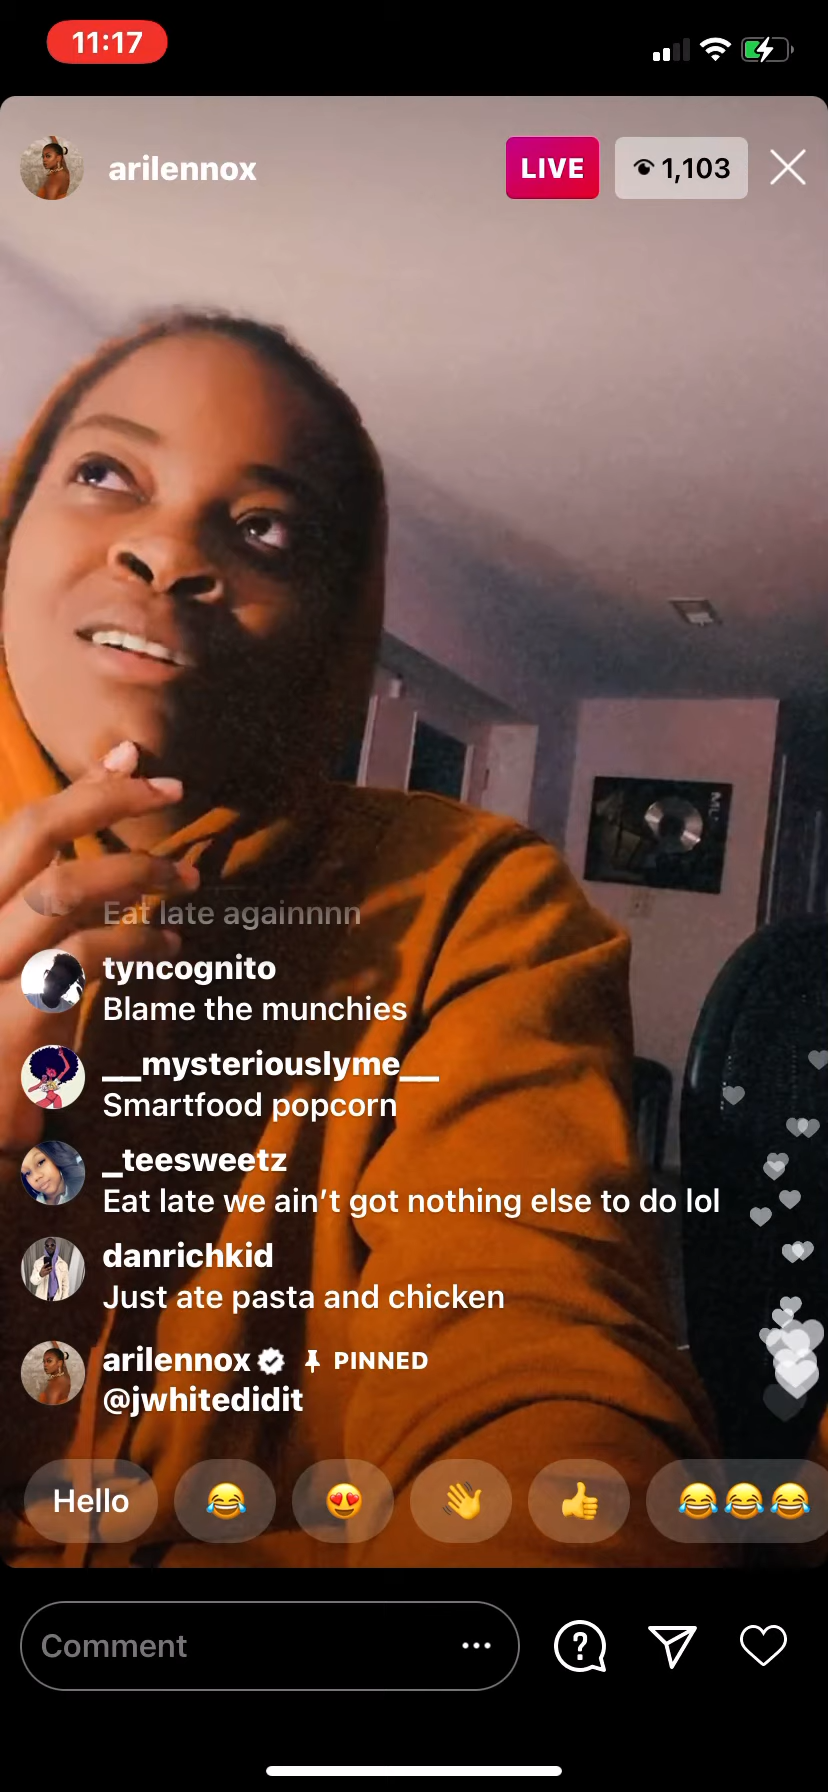 11:17
arilennox
LIVE
1,103
Eat late againnnn
tyncognito
Blame the munchies
__mysteriouslyme__
Smartfood popcorn
_teesweetz
Eat late we ain’t got nothing else to do lol
danrichkid
Just ate pasta and chicken
arilennox PINNED
@jwhitedidit
Hello
Comment